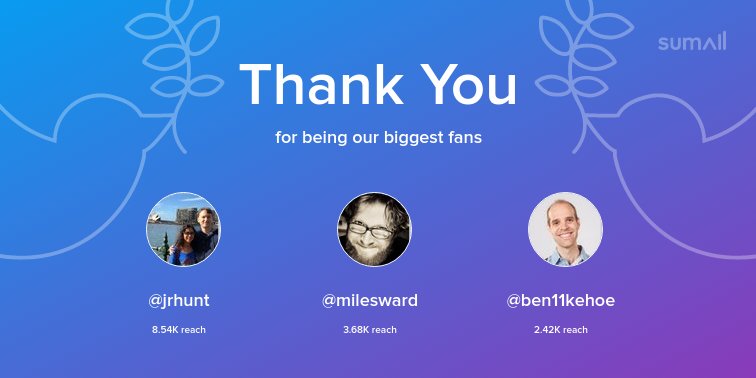 sumall
Thank You
for being our biggest fans
@jrhunt
@milesward
@ben11kehoe
8.54K reach
3.68K reach
2.42K reach